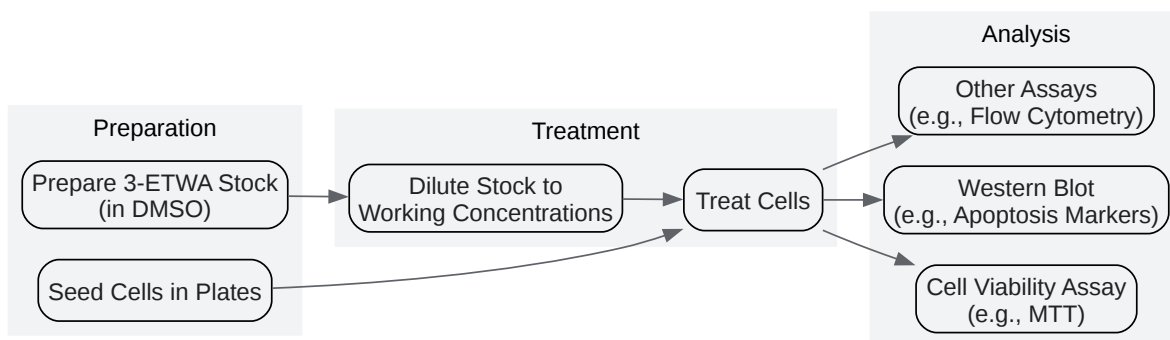 Preparation
Prepare 3-ETWA Stock
(in DMSO)
Seed Cells in Plates
Treatment
Dilute Stock to
Working Concentrations
Treat Cells
Analysis
Other Assays
(e.g., Flow Cytometry)
Western Blot
(e.g., Apoptosis Markers)
Cell Viability Assay
(e.g., MTT)